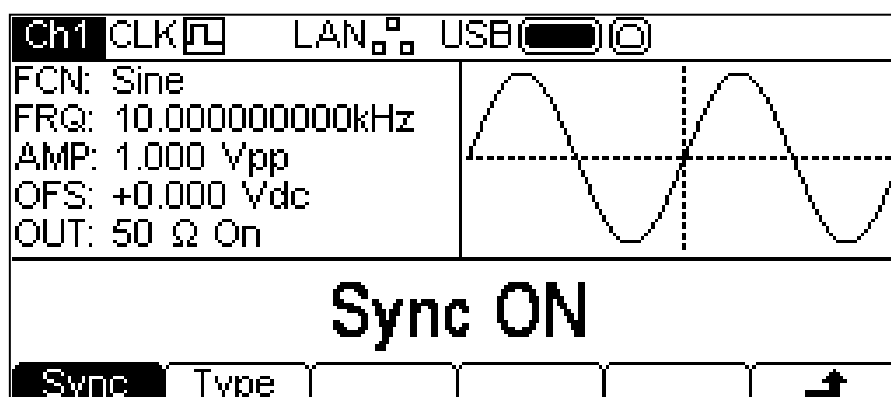 Ch1 CLK LAN USB
FCN: Sine
FRQ: 10.000000000kHz
AMP: 1.000 Vpp
OFS: +0.000 Vdc
OUT: 50 Ω On
Sync ON
Sync Type